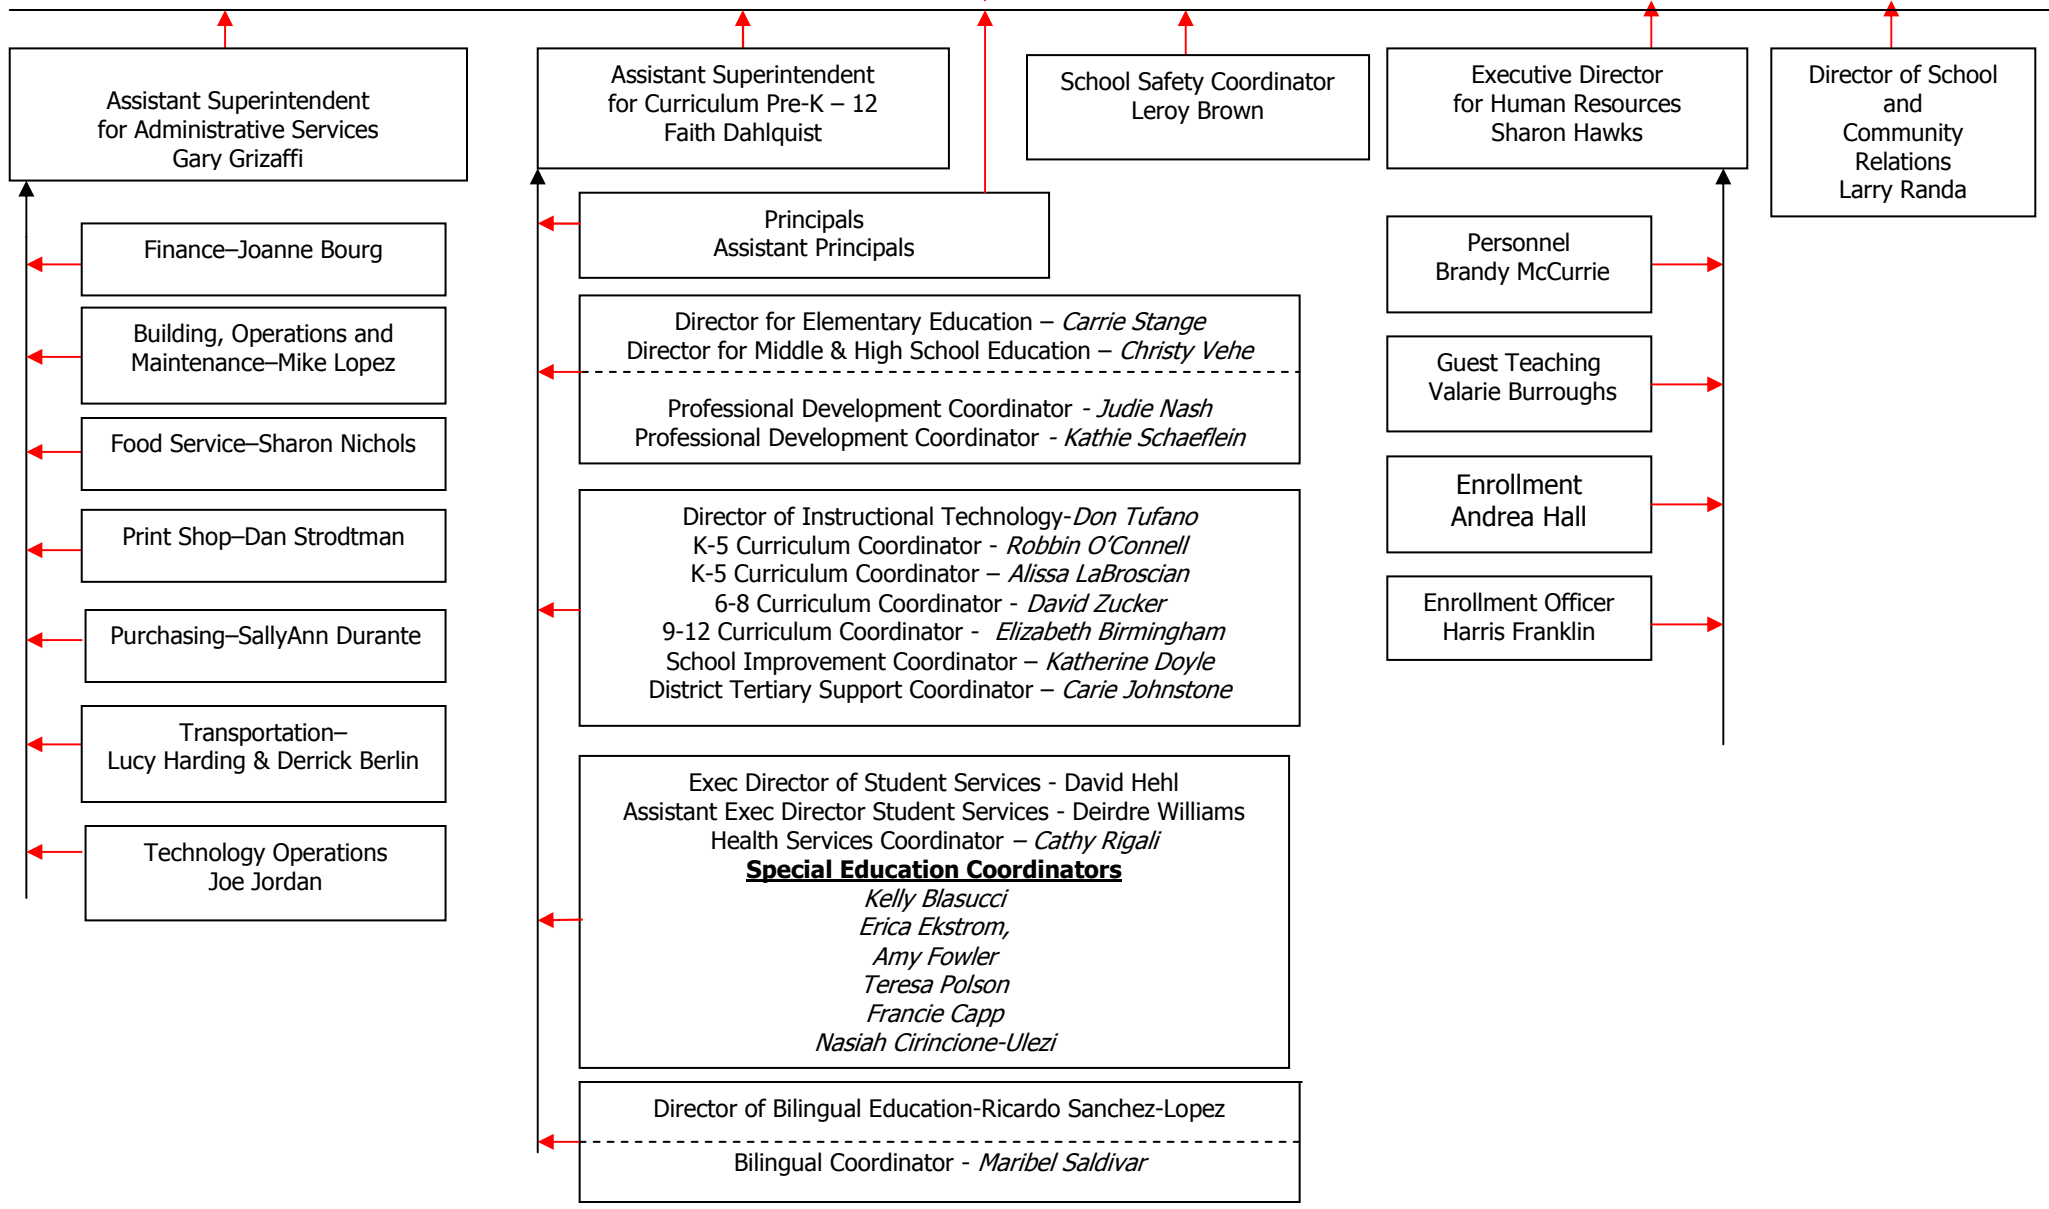 Assistant Superintendent
for Administrative Services
Gary Grizaffi
Finance–Joanne Bourg
Building, Operations and
Maintenance–Mike Lopez
Food Service–Sharon Nichols
Print Shop–Dan Strodtman
Purchasing–SallyAnn Durante
Transportation–
Lucy Harding & Derrick Berlin
Technology Operations
Joe Jordan
Assistant Superintendent
for Curriculum Pre-K – 12
Faith Dahlquist
Principals
Assistant Principals
Director for Elementary Education – Carrie Stange
Director for Middle & High School Education – Christy Vehe
Professional Development Coordinator - Judie Nash
Professional Development Coordinator - Kathie Schaeflein
Director of Instructional Technology-Don Tufano
K-5 Curriculum Coordinator - Robbin O’Connell
K-5 Curriculum Coordinator – Alissa LaBroscian
6-8 Curriculum Coordinator - David Zucker
9-12 Curriculum Coordinator - Elizabeth Birmingham
School Improvement Coordinator – Katherine Doyle
District Tertiary Support Coordinator – Carie Johnstone
Exec Director of Student Services - David Hehl
Assistant Exec Director Student Services - Deirdre Williams
Health Services Coordinator – Cathy Rigali
Special Education Coordinators
Kelly Blasucci
Erica Ekstrom,
Amy Fowler
Teresa Polson
Francie Capp
Nasiah Cirincione-Ulezi
Director of Bilingual Education-Ricardo Sanchez-Lopez
Bilingual Coordinator - Maribel Saldivar
School Safety Coordinator
Leroy Brown
Executive Director
for Human Resources
Sharon Hawks
Personnel
Brandy McCurrie
Guest Teaching
Valarie Burroughs
Enrollment
Andrea Hall
Enrollment Officer
Harris Franklin
Director of School
and
Community
Relations
Larry Randa